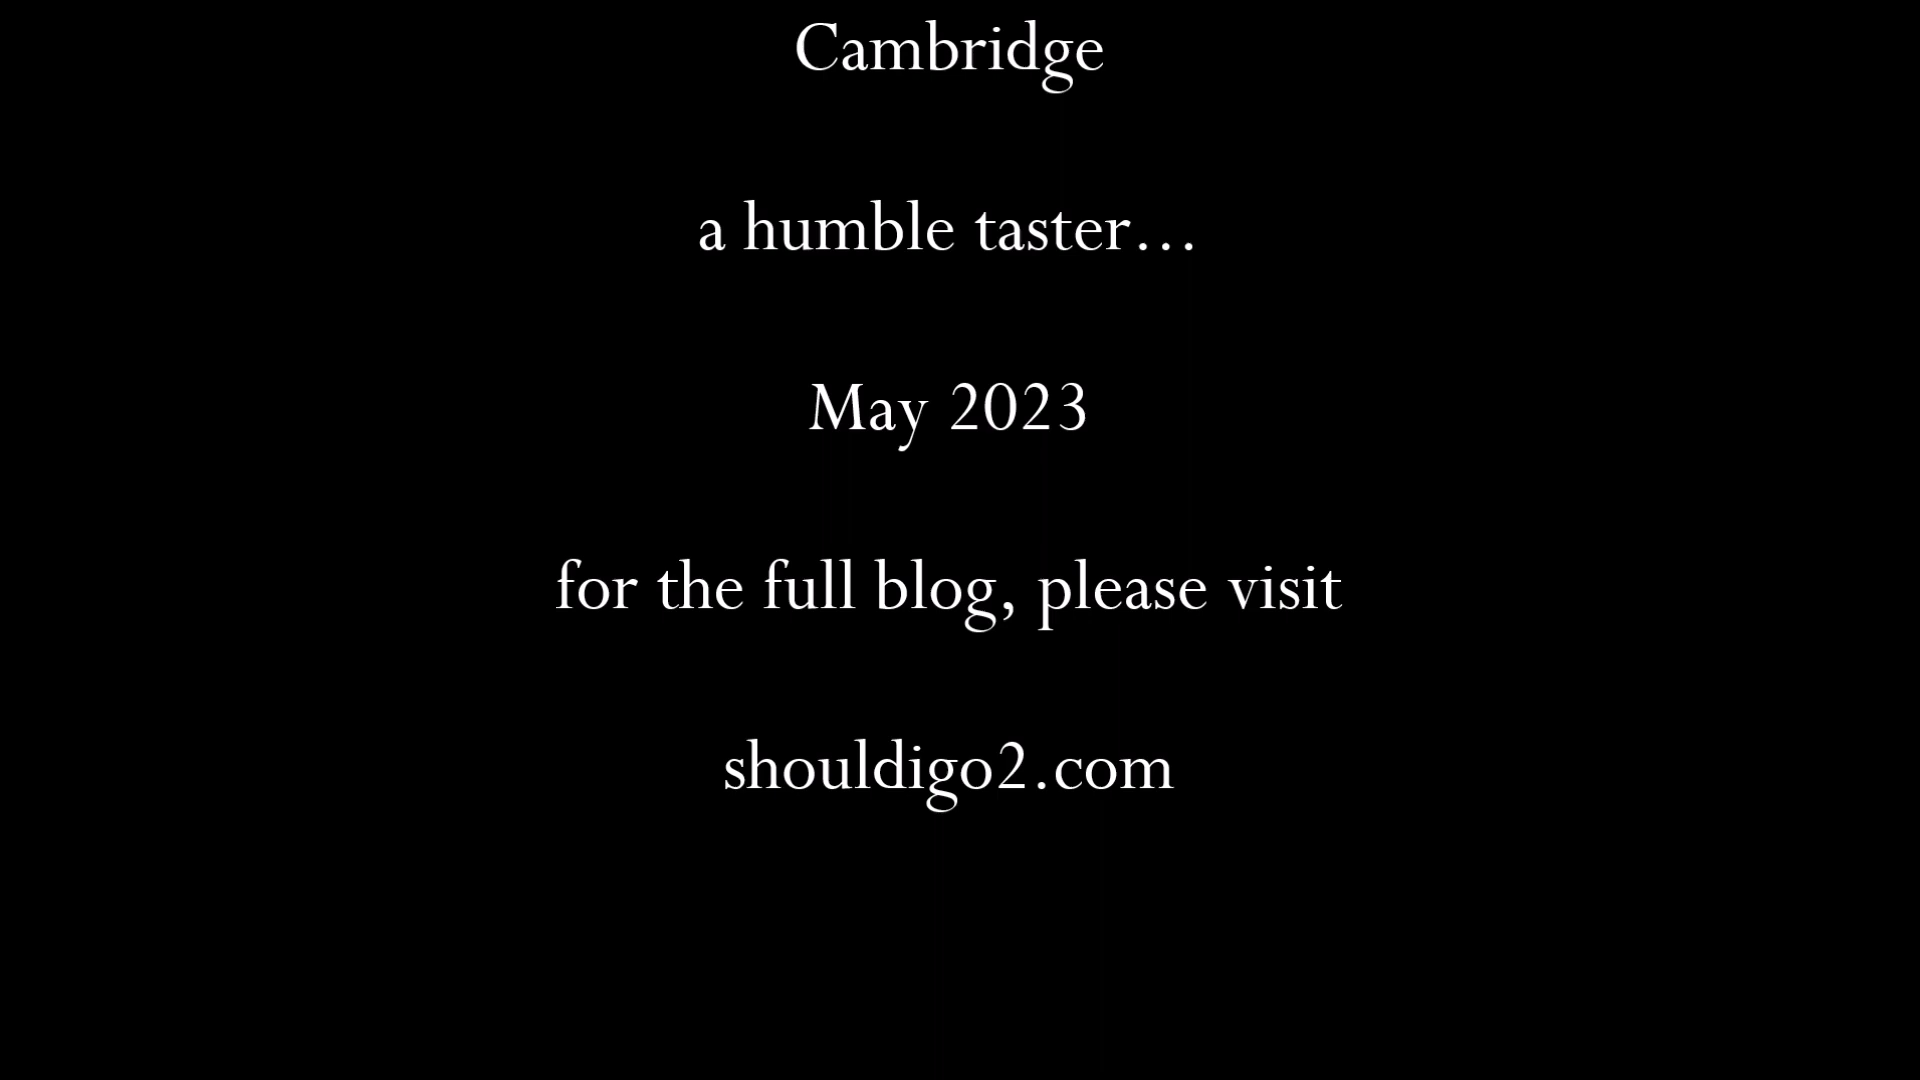 Cambridge
a humble taster...
May 2023
for the full blog, please visit
shouldigo2.com